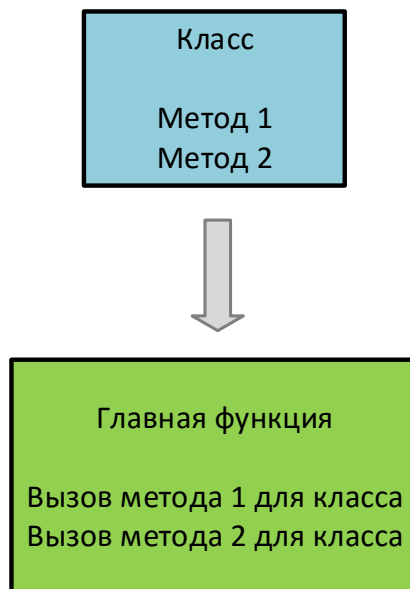 Класс
Метод 1
Метод 2
Главная функция
Вызов метода 1 для класса
Вызов метода 2 для класса